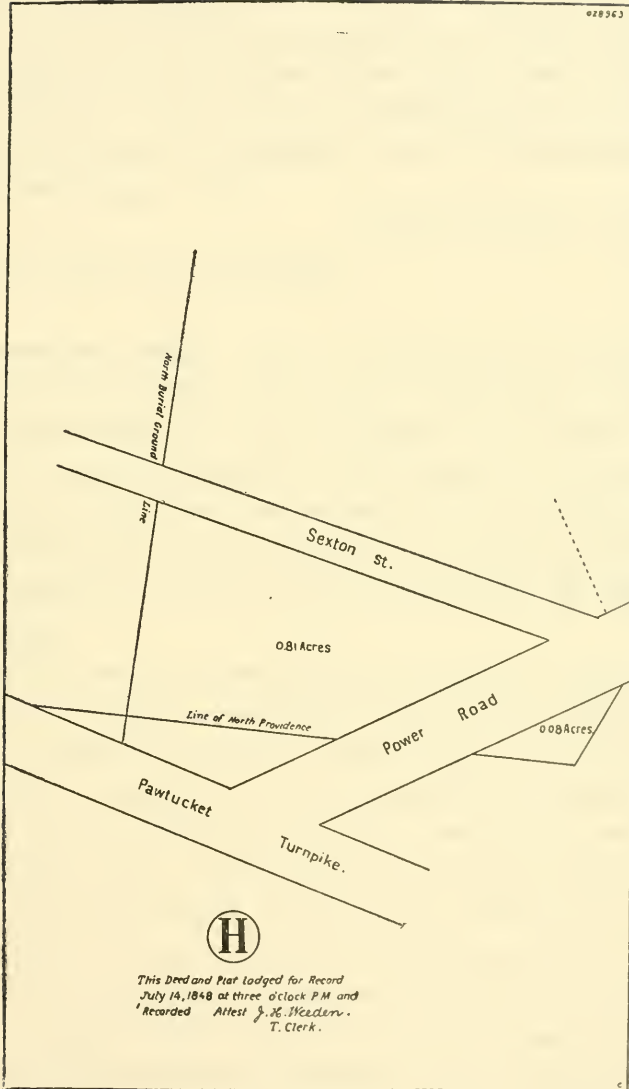 028963
North Burial Ground
Line
Sexton St.
0.81 Acres
Line of North Providence
Power Road
0.08 Acres
Pawtucket
Turnpike.
H
This Deed and Plat lodged for Record
July 14, 1848 at three o'clock P M and
Recorded Attest J. H. Weeden.
T. Clerk.
C